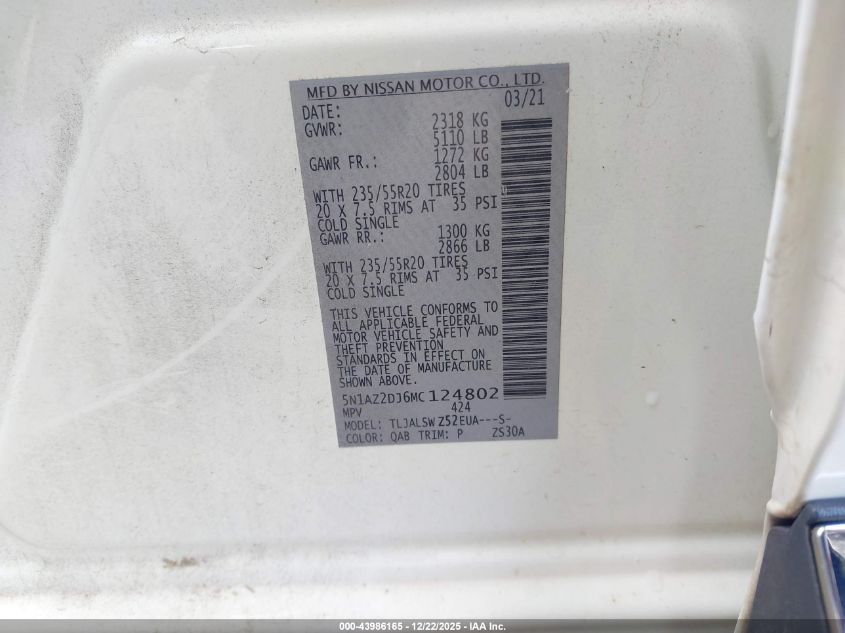 MFD BY NISSAN MOTOR CO., LTD.
DATE: 03/21
GVWR: 2318 KG
5110 LB
GAWR FR.: 1272 KG
2804 LB
WITH 235/55R20 TIRES
20 X 7.5 RIMS AT 35 PSI
COLD SINGLE
GAWR RR.: 1300 KG
2866 LB
WITH 235/55R20 TIRES
20 X 7.5 RIMS AT 35 PSI
COLD SINGLE
THIS VEHICLE CONFORMS TO
ALL APPLICABLE FEDERAL
MOTOR VEHICLE SAFETY AND
THEFT PREVENTION
STANDARDS IN EFFECT ON
THE DATE OF MANUFACTURE
SHOWN ABOVE.
5N1AZ2DJ6MC124802
MPV 424
MODEL: TLJALSWZ52EUA---S-
COLOR: QAB TRIM: P ZS30A
000-43986165 - 12/22/2025 - IAA Inc.